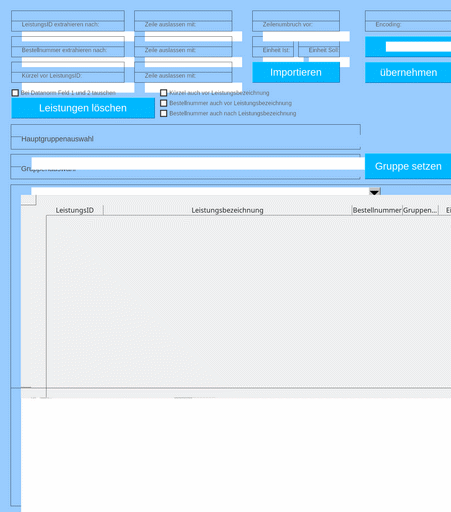 LeistungsID extrahieren nach: Zeile auslassen mit: Zeilenumbruch vor: Encoding:
Bestellnummer extrahieren nach: Zeile auslassen mit: Einheit Ist: Einheit Soll:
Kürzel vor LeistungsID: Zeile auslassen mit: Importieren übernehmen
Bei Datanorm Feld 1 und 2 tauschen Kürzel auch vor Leistungsbezeichnung
Leistungen löschen Bestellnummer auch vor Leistungsbezeichnung
Bestellnummer auch nach Leistungsbezeichnung
Hauptgruppenauswahl
Gruppenauswahl Gruppe setzen
LeistungsID Leistungsbezeichnung Bestellnummer Gruppen...